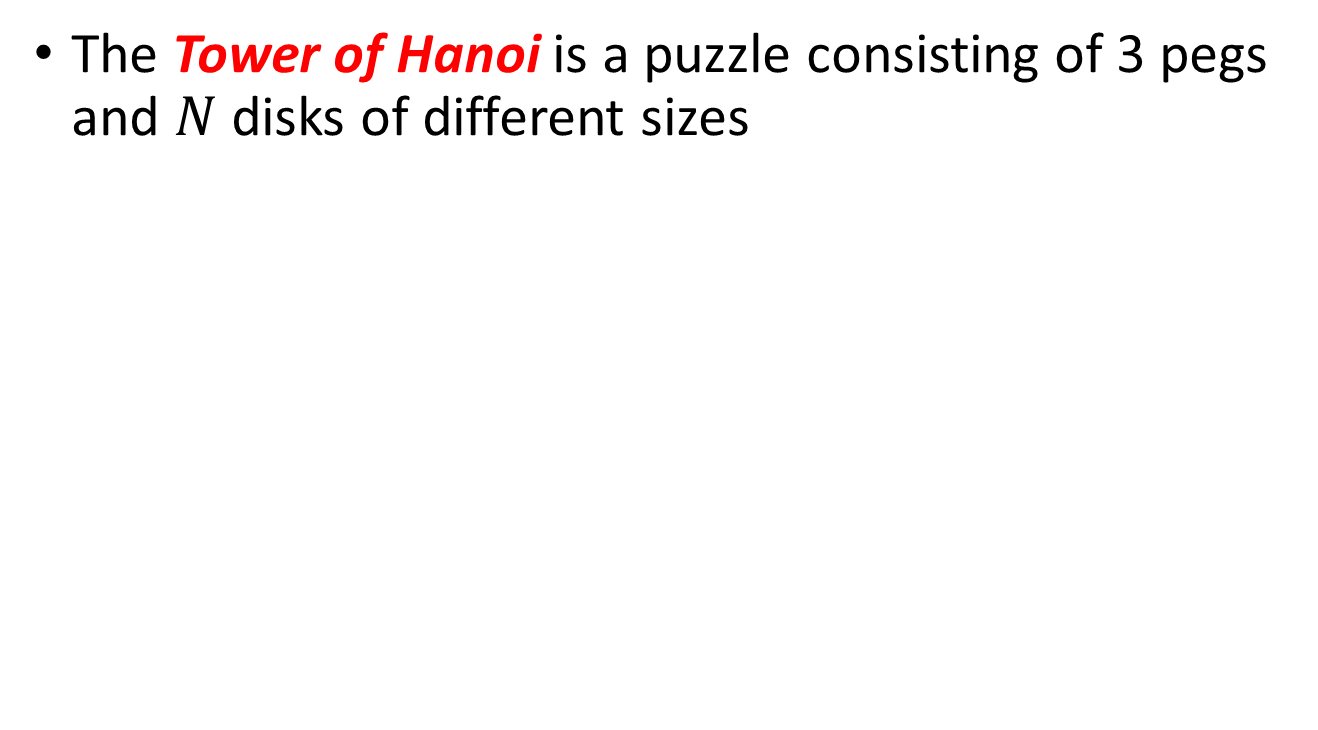 • The Tower of Hanoi is a puzzle consisting of 3 pegs
and N disks of different sizes